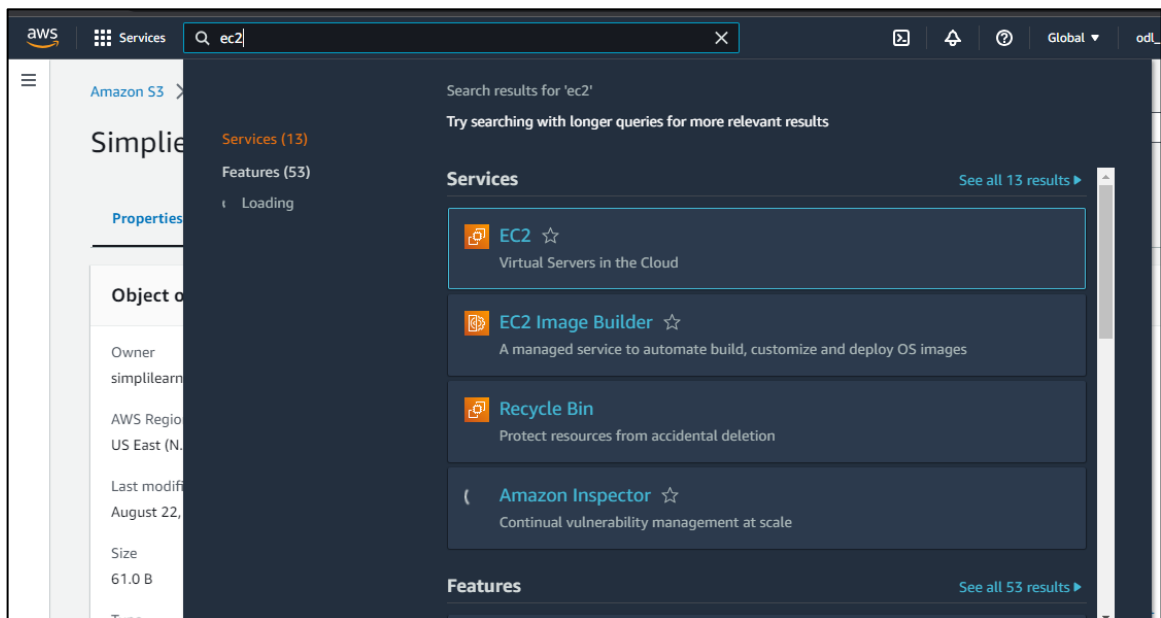 aws
Services
ec2
Global
odl_
Amazon S3
Simplie
Properties
Object o
Owner
simplilearn
AWS Regio
US East (N.
Last modifi
August 22,
Size
61.0 B
Services (13)
Features (53)
Loading
Search results for 'ec2'
Try searching with longer queries for more relevant results
Services
See all 13 results
EC2
Virtual Servers in the Cloud
EC2 Image Builder
A managed service to automate build, customize and deploy OS images
Recycle Bin
Protect resources from accidental deletion
Amazon Inspector
Continual vulnerability management at scale
Features
See all 53 results